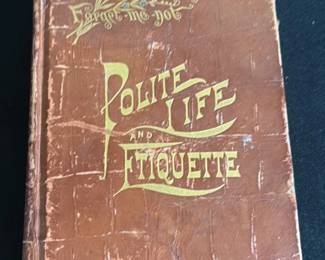 Forget-me-not
POLITE
LIFE
AND
ETIQUETTE